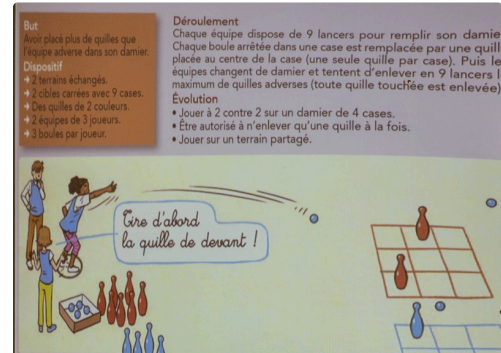 But
Avoir placé plus de quilles que
l'équipe adverse dans son damier.
Dispositif
→ 2 terrains échangés.
→ 2 cibles carrées avec 9 cases.
→ Des quilles de 2 couleurs.
→ 2 équipes de 3 joueurs.
→ 3 boules par joueur.
Déroulement
Chaque équipe dispose de 9 lancers pour remplir son damie
Chaque boule arrêtée dans une case est remplacée par une quill
placée au centre de la case (une seule quille par case). Puis le
équipes changent de damier et tentent d'enlever en 9 lancers l
maximum de quilles adverses (toute quille touchée est enlevée)
Évolution
• Jouer à 2 contre 2 sur un damier de 4 cases.
• Être autorisé à n'enlever qu'une quille à la fois.
• Jouer sur un terrain partagé.
Tire d'abord
la quille de devant !